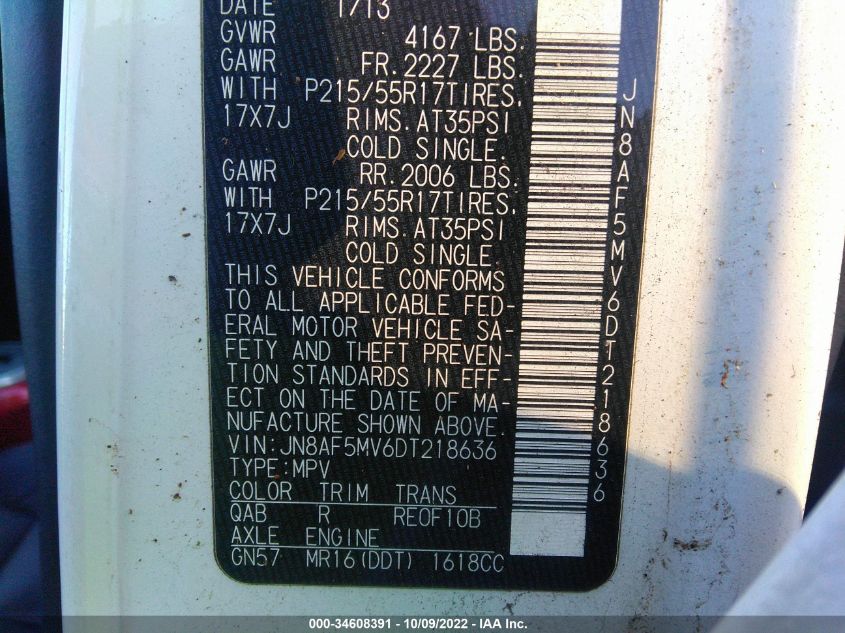 DATE 1/13
GVWR 4167 LBS.
GAWR FR. 2227 LBS.
WITH P215/55R17TIRES,
17X7J RIMS. AT35PSI
COLD SINGLE.
GAWR RR. 2006 LBS.
WITH P215/55R17TIRES,
17X7J RIMS. AT35PSI
COLD SINGLE.
THIS VEHICLE CONFORMS
TO ALL APPLICABLE FED-
ERAL MOTOR VEHICLE SA-
FETY AND THEFT PREVEN-
TION STANDARDS IN EFF-
ECT ON THE DATE OF MA-
NUFACTURE SHOWN ABOVE.
VIN:JN8AF5MV6DT218636
TYPE:MPV
COLOR TRIM TRANS
QAB R RE0F10B
AXLE ENGINE
GN57 MR16(DDT) 1618CC
JN8AF5MV6DT218636
000-34608391 - 10/09/2022 - IAA Inc.